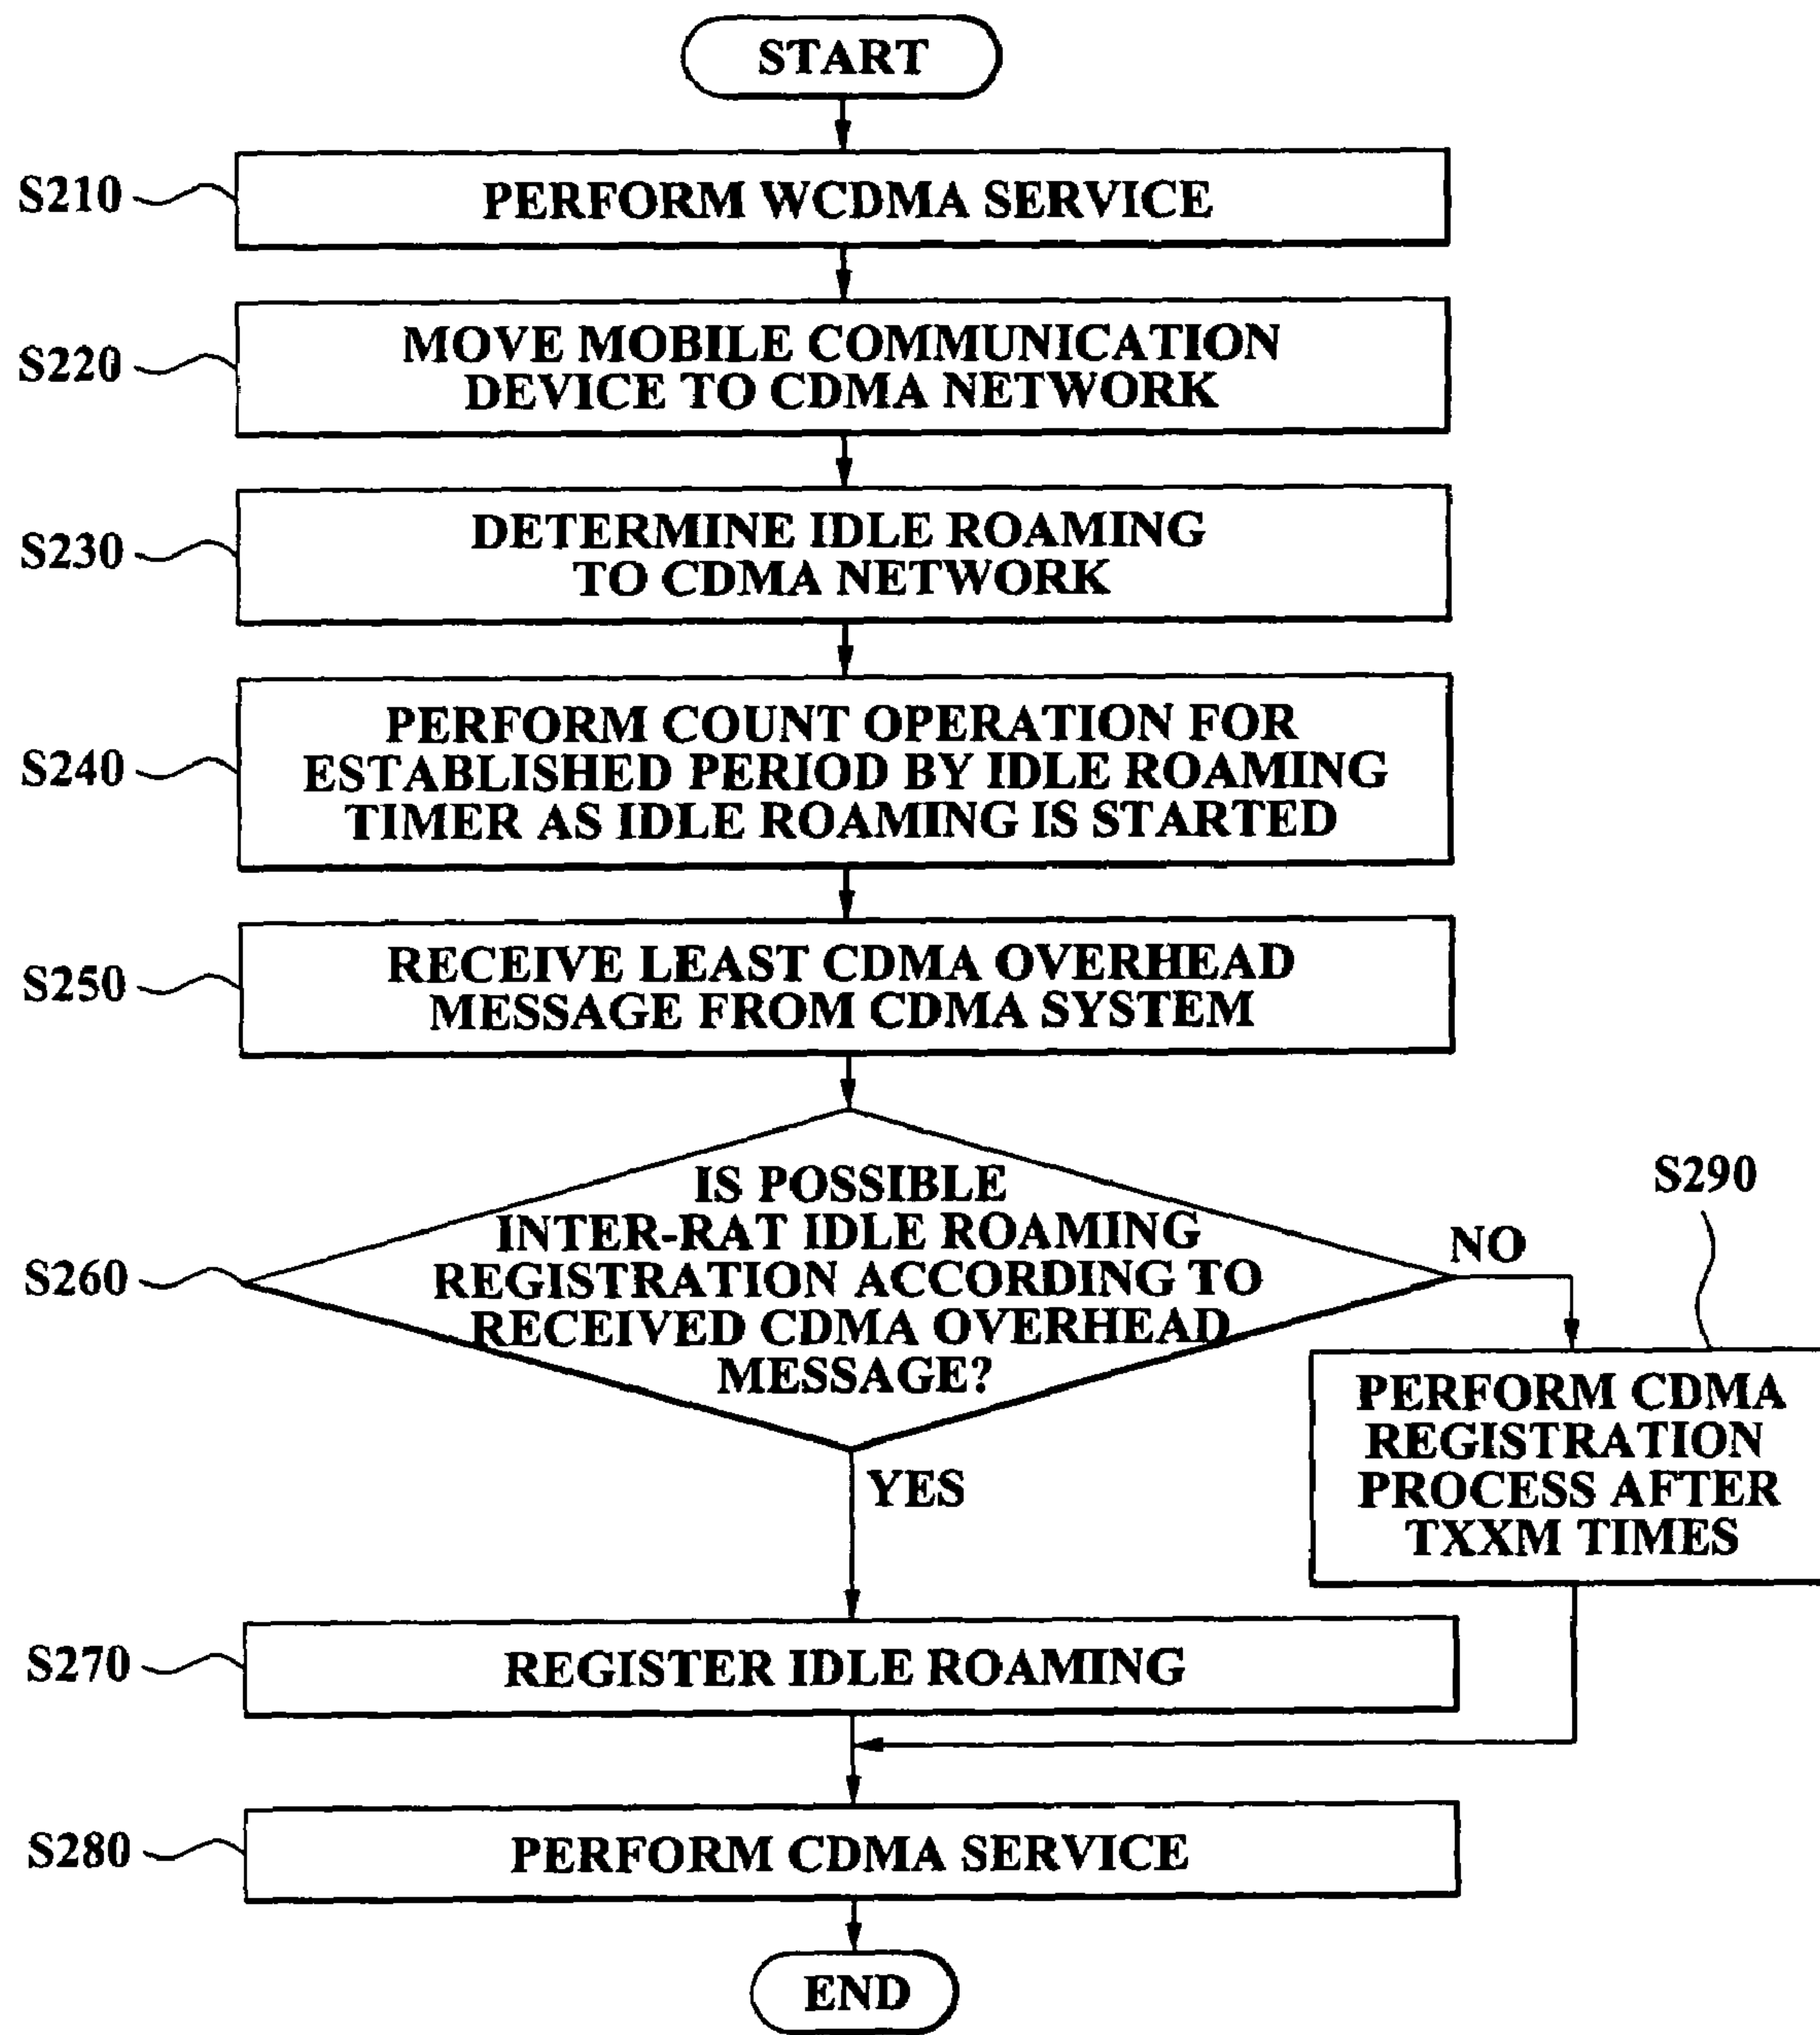 START
S210
PERFORM WCDMA SERVICE
S220
MOVE MOBILE COMMUNICATION
DEVICE TO CDMA NETWORK
S230
DETERMINE IDLE ROAMING
TO CDMA NETWORK
S240
PERFORM COUNT OPERATION FOR
ESTABLISHED PERIOD BY IDLE ROAMING
TIMER AS IDLE ROAMING IS STARTED
S250
RECEIVE LEAST CDMA OVERHEAD
MESSAGE FROM CDMA SYSTEM
S260
IS POSSIBLE
INTER-RAT IDLE ROAMING
REGISTRATION ACCORDING TO
RECEIVED CDMA OVERHEAD
MESSAGE?
NO
S290
PERFORM CDMA
REGISTRATION
PROCESS AFTER
TXXM TIMES
YES
S270
REGISTER IDLE ROAMING
S280
PERFORM CDMA SERVICE
END